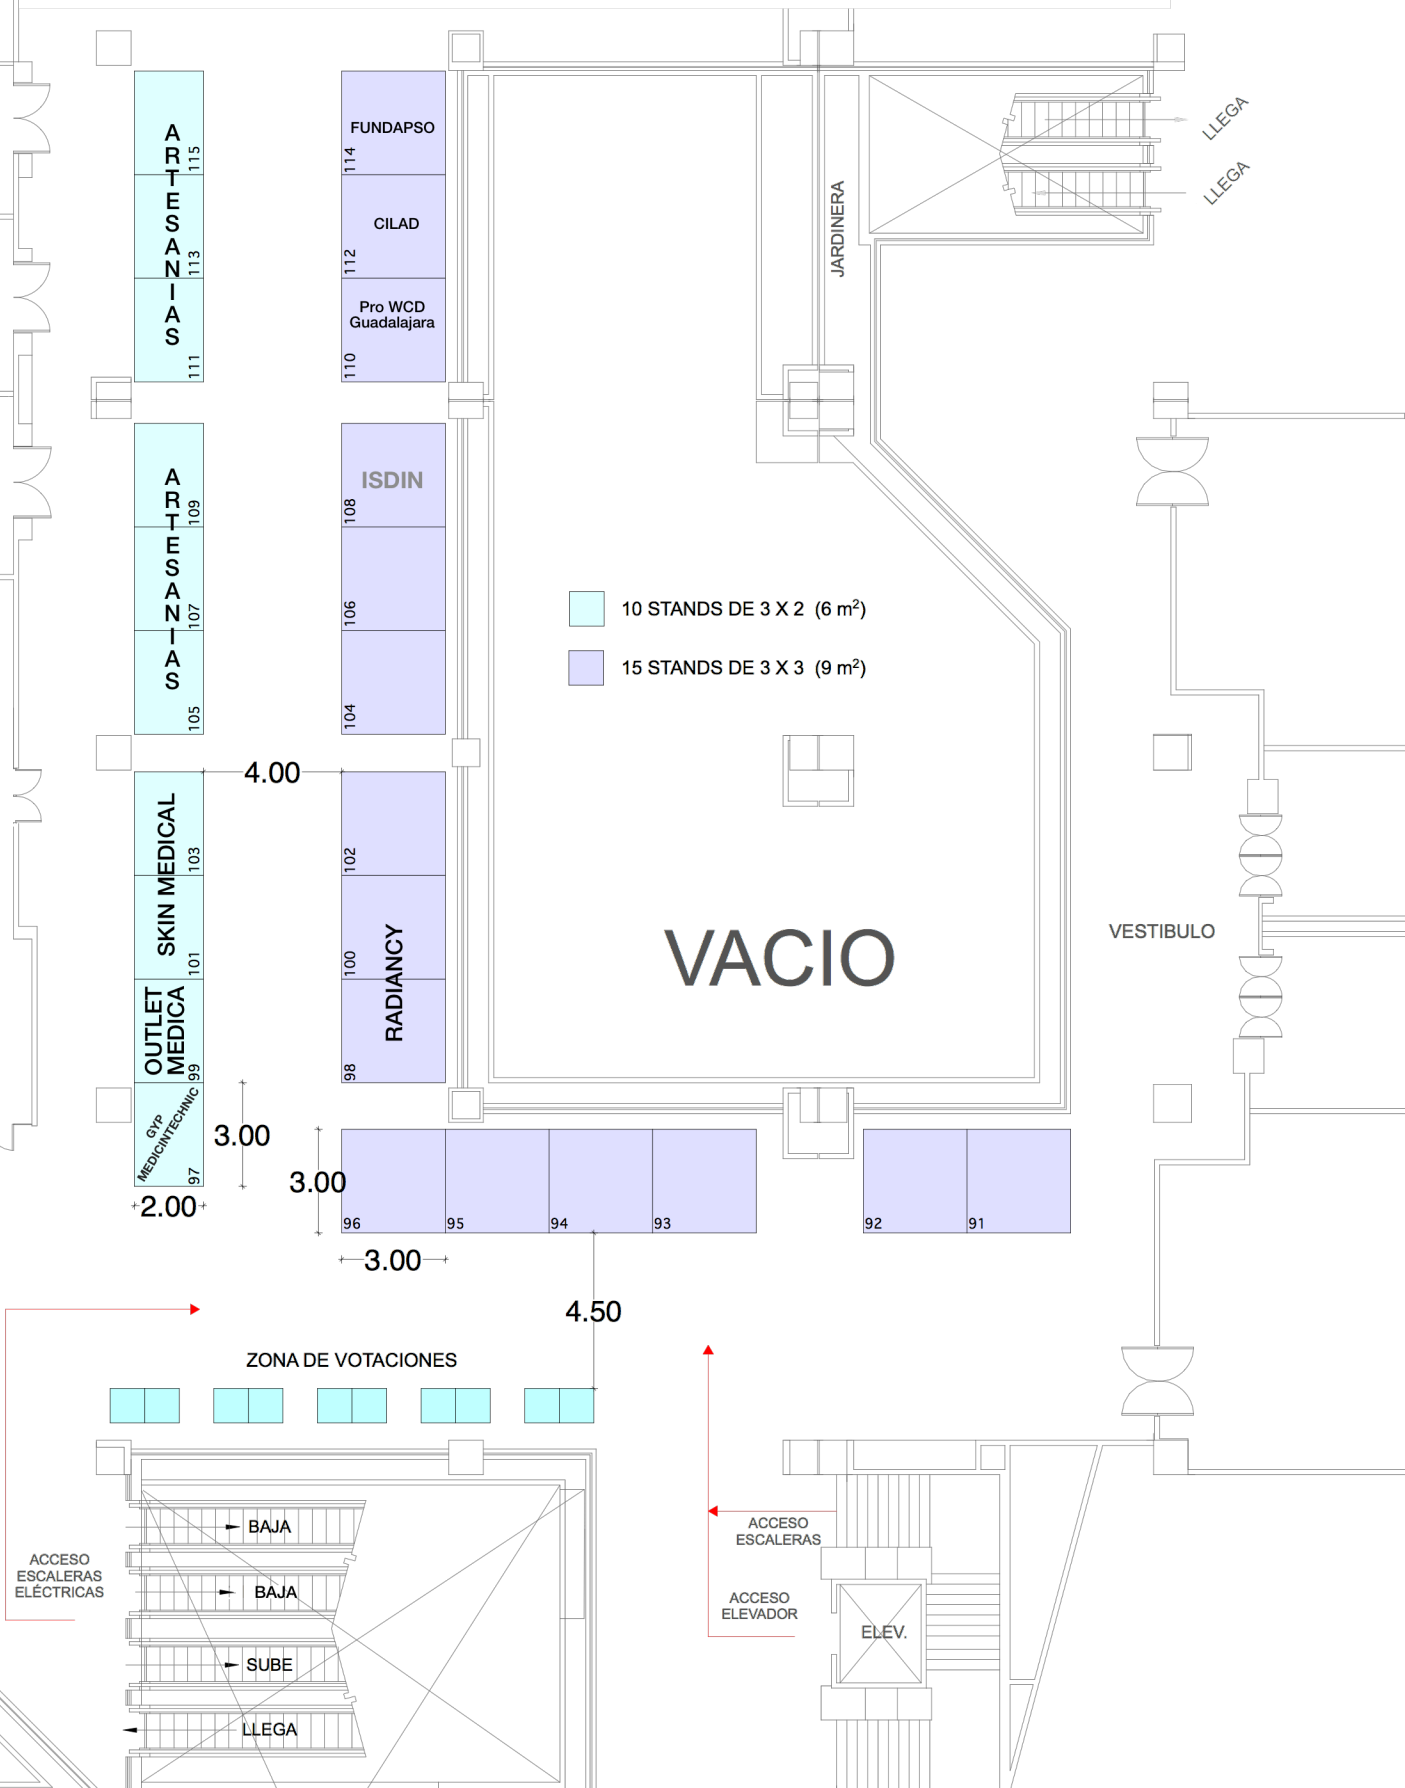 ARTESANIAS
115
113
111
FUNDAPSO
114
CILAD
112
Pro WCD
Guadalajara
110
JARDINERA
LLEGA
LLEGA
ARTESANIAS
109
107
105
ISDIN
108
106
104
10 STANDS DE 3 X 2 (6 m²)
15 STANDS DE 3 X 3 (9 m²)
4.00
SKIN MEDICAL
103
101
OUTLET
MEDICA
99
GYP
MEDICINTECHNIC
97
102
RADIANCY
100
98
VACIO
VESTIBULO
3.00
2.00
3.00
96
95
94
93
92
91
3.00
4.50
ZONA DE VOTACIONES
BAJA
BAJA
SUBE
LLEGA
ACCESO
ESCALERAS
ELÉCTRICAS
ACCESO
ESCALERAS
ACCESO
ELEVADOR
ELEV.